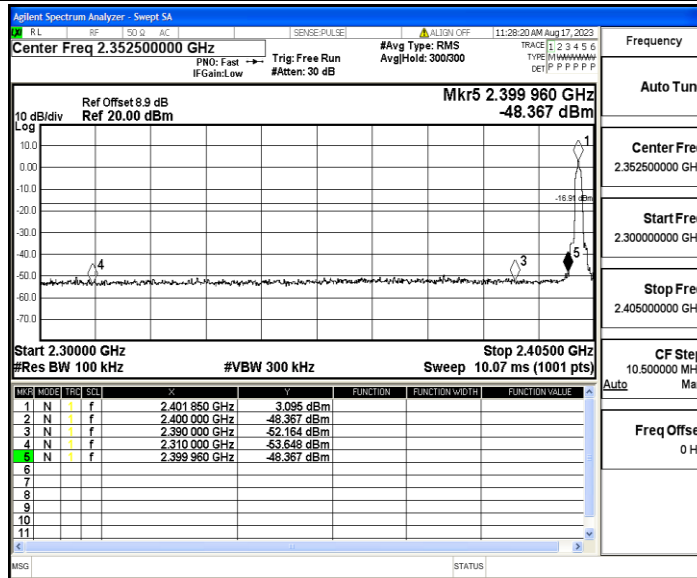 Agilent Spectrum Analyzer - Swept SA
RL RF 50 Ω AC SENSE:PULSE ALIGN OFF 11:28:20 AM Aug 17, 2023
Center Freq 2.352500000 GHz
PNO: Fast
IFGain:Low
Trig: Free Run
#Atten: 30 dB
#Avg Type: RMS
Avg|Hold: 300/300
TRACE 1 2 3 4 5 6
TYPE MWWWWW
DET P P P P P P
Ref Offset 8.9 dB
10 dB/div Ref 20.00 dBm
Log
Mkr5 2.399 960 GHz
-48.367 dBm
10.0
0.00
-10.0
-20.0
-30.0
-40.0
-50.0
-60.0
-70.0
1
-16.91 dBm
4
3
5
Start 2.30000 GHz Stop 2.40500 GHz
#Res BW 100 kHz #VBW 300 kHz Sweep 10.07 ms (1001 pts)
MKR MODE TRC SCL X Y FUNCTION FUNCTION WIDTH FUNCTION VALUE
1 N 1 f 2.401 850 GHz 3.095 dBm
2 N 1 f 2.400 000 GHz -48.367 dBm
3 N 1 f 2.390 000 GHz -52.164 dBm
4 N 1 f 2.310 000 GHz -53.648 dBm
5 N 1 f 2.399 960 GHz -48.367 dBm
6
7
8
9
10
11
MSG STATUS
Frequency
Auto Tun
Center Fre
2.352500000 GH
Start Fre
2.300000000 GH
Stop Fre
2.405000000 GH
CF Step
10.500000 MH
Auto Ma
Freq Offse
0 H